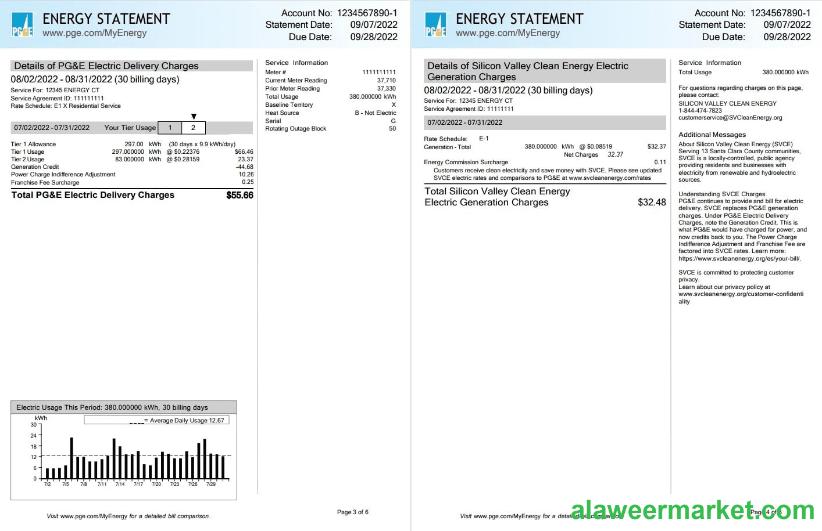 ENERGY STATEMENT
www.pge.com/MyEnergy
Account No: 1234567890-1
Statement Date: 09/07/2022
Due Date: 09/28/2022
Details of PG&E Electric Delivery Charges
08/02/2022 - 08/31/2022 (30 billing days)
Service For: 12345 ENERGY CT
Service Agreement ID: 111111111
Rate Schedule: E1 X Residential Service
07/02/2022 - 07/31/2022 Your Tier Usage 1 2
Tier 1 Allowance 297.00 kWh (30 days x 9.9 kWh/day)
Tier 1 Usage 297.000000 kWh @ $0.22376 $66.46
Tier 2 Usage 83.000000 kWh @ $0.28159 23.37
Generation Credit -44.68
Power Charge Indifference Adjustment 10.26
Franchise Fee Surcharge 0.25
Total PG&E Electric Delivery Charges $55.66
Service Information
Meter # 1111111111
Current Meter Reading 37,710
Prior Meter Reading 37,330
Total Usage 380.000000 kWh
Baseline Territory X
Heat Source B - Not Electric
Serial G
Rotating Outage Block 50
Electric Usage This Period: 380.000000 kWh, 30 billing days
kWh
= Average Daily Usage 12.67
30
24
18
12
6
0
7/2 7/5 7/8 7/11 7/14 7/17 7/20 7/23 7/26 7/29
Visit www.pge.com/MyEnergy for a detailed bill comparison.
Page 3 of 6
ENERGY STATEMENT
www.pge.com/MyEnergy
Account No: 1234567890-1
Statement Date: 09/07/2022
Due Date: 09/28/2022
Details of Silicon Valley Clean Energy Electric
Generation Charges
08/02/2022 - 08/31/2022 (30 billing days)
Service For: 12345 ENERGY CT
Service Agreement ID: 11111111
07/02/2022 - 07/31/2022
Rate Schedule: E-1
Generation - Total 380.000000 kWh @ $0.08519 $32.37
Net Charges 32.37
Energy Commission Surcharge 0.11
Customers receive clean electricity and save money with SVCE. Please see updated
SVCE electric rates and comparisons to PG&E at www.svcleanenergy.com/rates
Total Silicon Valley Clean Energy
Electric Generation Charges $32.48
Service Information
Total Usage 380.000000 kWh
For questions regarding charges on this page,
please contact:
SILICON VALLEY CLEAN ENERGY
1-844-474-7823
customerservice@SVCleanEnergy.org
Additional Messages
About Silicon Valley Clean Energy (SVCE)
Serving 13 Santa Clara County communities,
SVCE is a locally-controlled, public agency
providing residents and businesses with
electricity from renewable and hydroelectric
sources.
Understanding SVCE Charges
PG&E continues to provide and bill for electric
delivery. SVCE replaces PG&E generation
charges. Under PG&E Electric Delivery
Charges, note the Generation Credit. This is
what PG&E would have charged for power, and
now credits back to you. The Power Charge
Indifference Adjustment and Franchise Fee are
factored into SVCE rates. Learn more:
https://www.svcleanenergy.org/es/your-bill/.
SVCE is committed to protecting customer
privacy.
Learn about our privacy policy at
www.svcleanenergy.org/customer-confidenti
ality
Visit www.pge.com/MyEnergy for a
alaweermarket.com